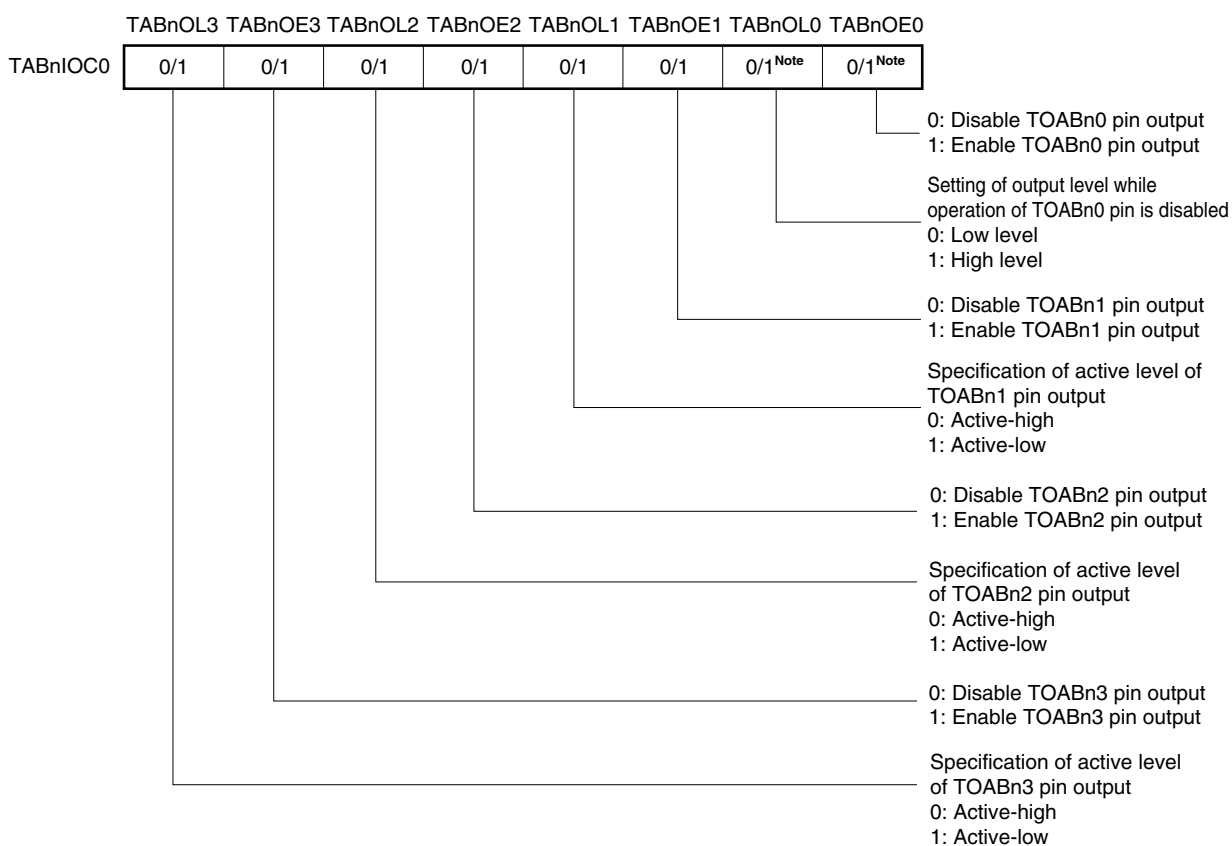 TABnOL3 TABnOE3 TABnOL2 TABnOE2 TABnOL1 TABnOE1 TABnOL0 TABnOE0
TABnIOC0 0/1 0/1 0/1 0/1 0/1 0/1 0/1Note 0/1Note
0: Disable TOABn0 pin output
1: Enable TOABn0 pin output
Setting of output level while
operation of TOABn0 pin is disabled
0: Low level
1: High level
0: Disable TOABn1 pin output
1: Enable TOABn1 pin output
Specification of active level of
TOABn1 pin output
0: Active-high
1: Active-low
0: Disable TOABn2 pin output
1: Enable TOABn2 pin output
Specification of active level
of TOABn2 pin output
0: Active-high
1: Active-low
0: Disable TOABn3 pin output
1: Enable TOABn3 pin output
Specification of active level
of TOABn3 pin output
0: Active-high
1: Active-low